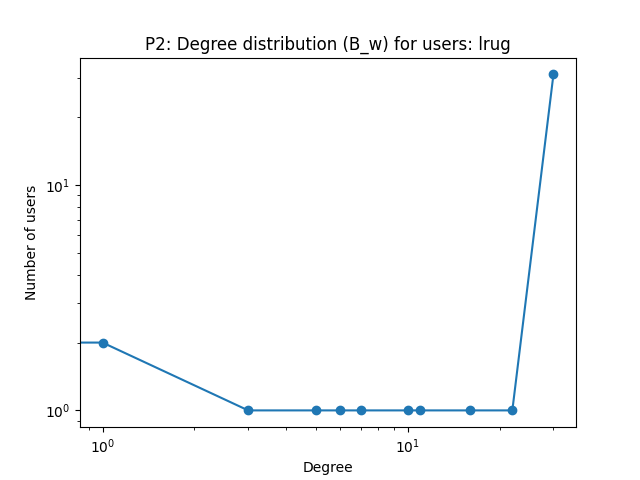 P2: Degree distribution (B_w) for users: lrug
Number of users
10¹
10⁰
10⁰
10¹
Degree